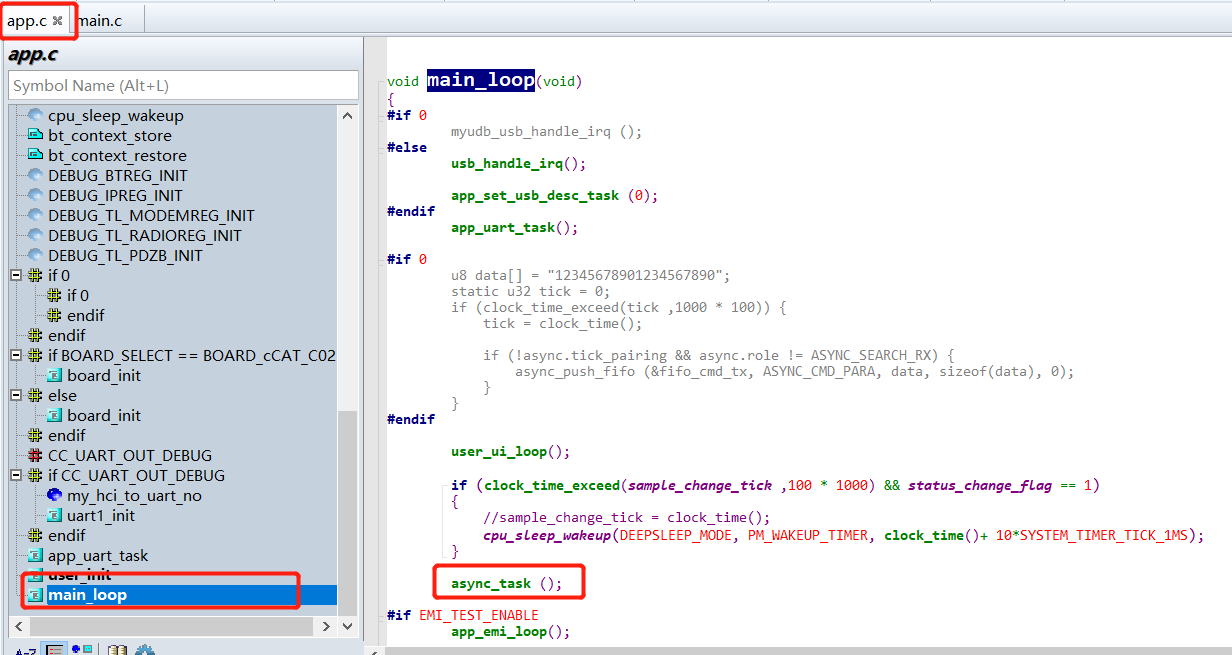 app.c main.c
app.c
Symbol Name (Alt+L)
cpu_sleep_wakeup
bt_context_store
bt_context_restore
DEBUG_BTREG_INIT
DEBUG_IPREG_INIT
DEBUG_TL_MODEMREG_INIT
DEBUG_TL_RADIOREG_INIT
DEBUG_TL_PDZB_INIT
if 0
if 0
endif
endif
if BOARD_SELECT == BOARD_cCAT_C02
board_init
else
board_init
endif
CC_UART_OUT_DEBUG
if CC_UART_OUT_DEBUG
my_hci_to_uart_no
uart1_init
endif
app_uart_task
user_init
main_loop
A-Z
void main_loop(void)
{
#if 0
myudb_usb_handle_irq ();
#else
usb_handle_irq();
app_set_usb_desc_task (0);
#endif
app_uart_task();
#if 0
u8 data[] = "12345678901234567890";
static u32 tick = 0;
if (clock_time_exceed(tick ,1000 * 100)) {
tick = clock_time();
if (!async.tick_pairing && async.role != ASYNC_SEARCH_RX) {
async_push_fifo (&fifo_cmd_tx, ASYNC_CMD_PARA, data, sizeof(data), 0);
}
}
#endif
user_ui_loop();
if (clock_time_exceed(sample_change_tick ,100 * 1000) && status_change_flag == 1)
{
//sample_change_tick = clock_time();
cpu_sleep_wakeup(DEEPSLEEP_MODE, PM_WAKEUP_TIMER, clock_time()+ 10*SYSTEM_TIMER_TICK_1MS);
}
async_task ();
#if EMI_TEST_ENABLE
app_emi_loop();